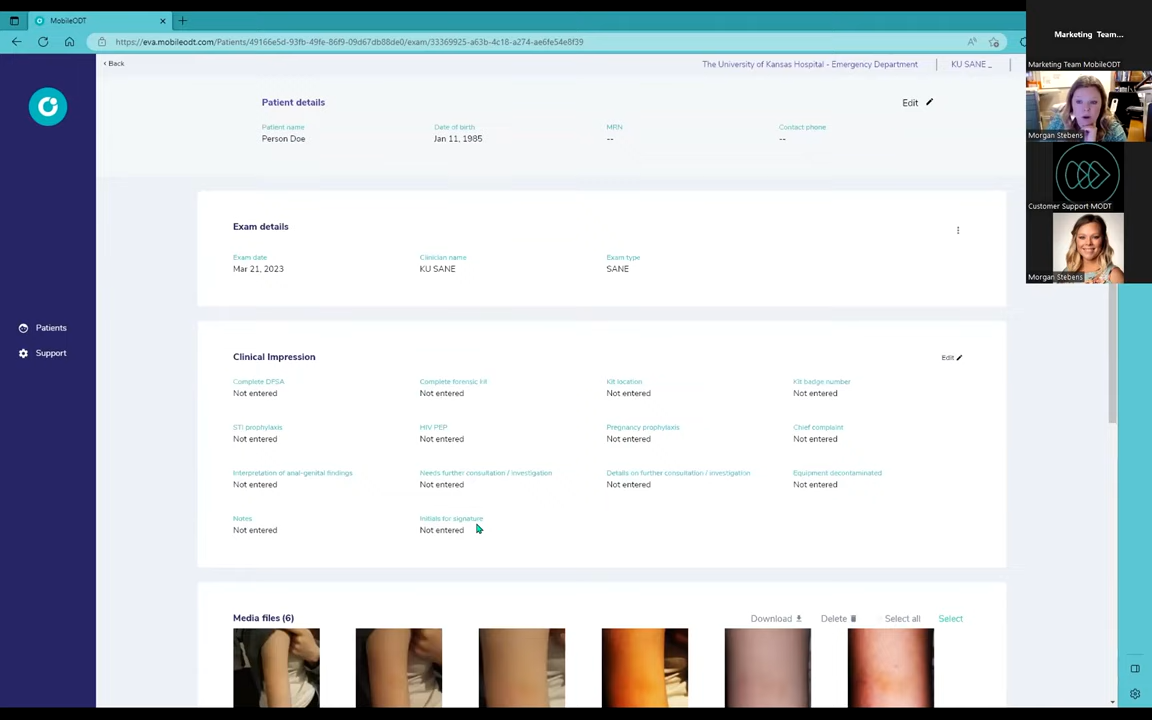 MobileODT
https://eva.mobileodt.com/Patients/49166e5d-93fb-49fe-86f9-09d67db88de0/exam/33369925-a63b-4c18-a274-ae6fe54e8f39
Back
The University of Kansas Hospital - Emergency Department
KU SANE _
Patient details
Edit
Patient name
Date of birth
MRN
Contact phone
Person Doe
Jan 11, 1985
--
--
Exam details
Exam date
Clinician name
Exam type
Mar 21, 2023
KU SANE
SANE
Patients
Support
Clinical Impression
Edit
Complete DFSA
Complete forensic kit
Kit location
Kit badge number
Not entered
Not entered
Not entered
Not entered
STI prophylaxis
HIV PEP
Pregnancy prophylaxis
Chief complaint
Not entered
Not entered
Not entered
Not entered
Interpretation of anal-genital findings
Needs further consultation / investigation
Details on further consultation / investigation
Equipment decontaminated
Not entered
Not entered
Not entered
Not entered
Notes
Initials for signature
Not entered
Not entered
Media files (6)
Download
Delete
Select all
Select
Marketing Team...
Marketing Team MobileODT
Morgan Stebens
Customer Support MODT
Morgan Stebens